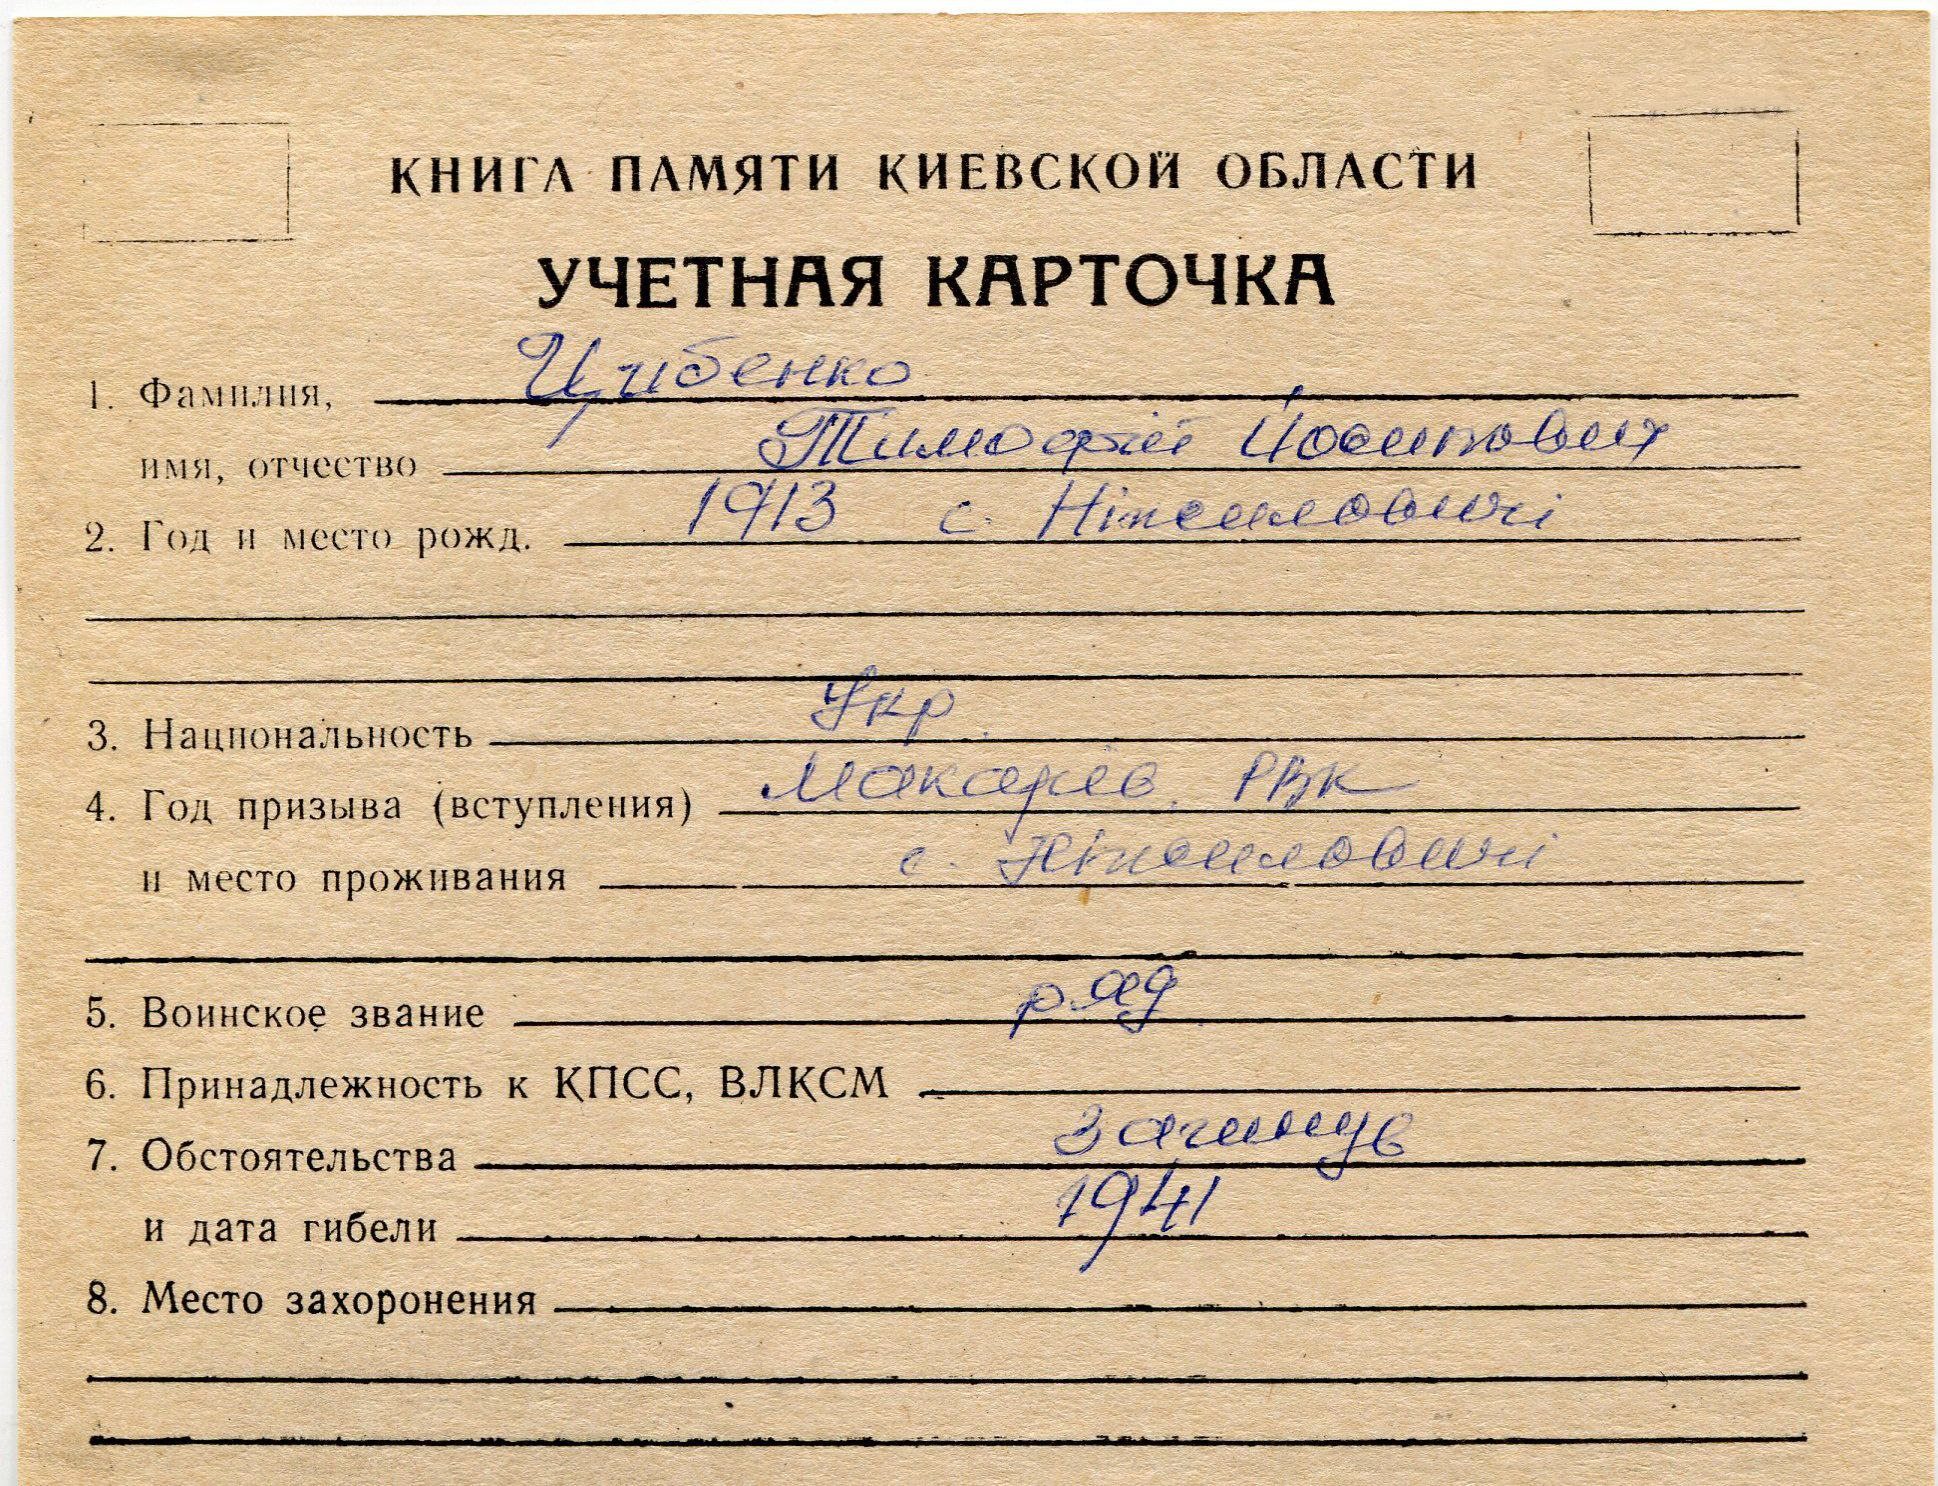 КНИГА ПАМЯТИ КИЕВСКОЙ ОБЛАСТИ
УЧЕТНАЯ КАРТОЧКА
1. Фамилия, Цибенко
имя, отчество Тимофій Йосипович
2. Год и место рожд. 1913 с. Ніжиловичі
3. Национальность Укр.
4. Год призыва (вступления) Макарів. РВК
и место проживания с. Ніжиловичі
5. Воинское звание ряд.
6. Принадлежность к КПСС, ВЛКСМ
7. Обстоятельства загинув
и дата гибели 1941
8. Место захоронения